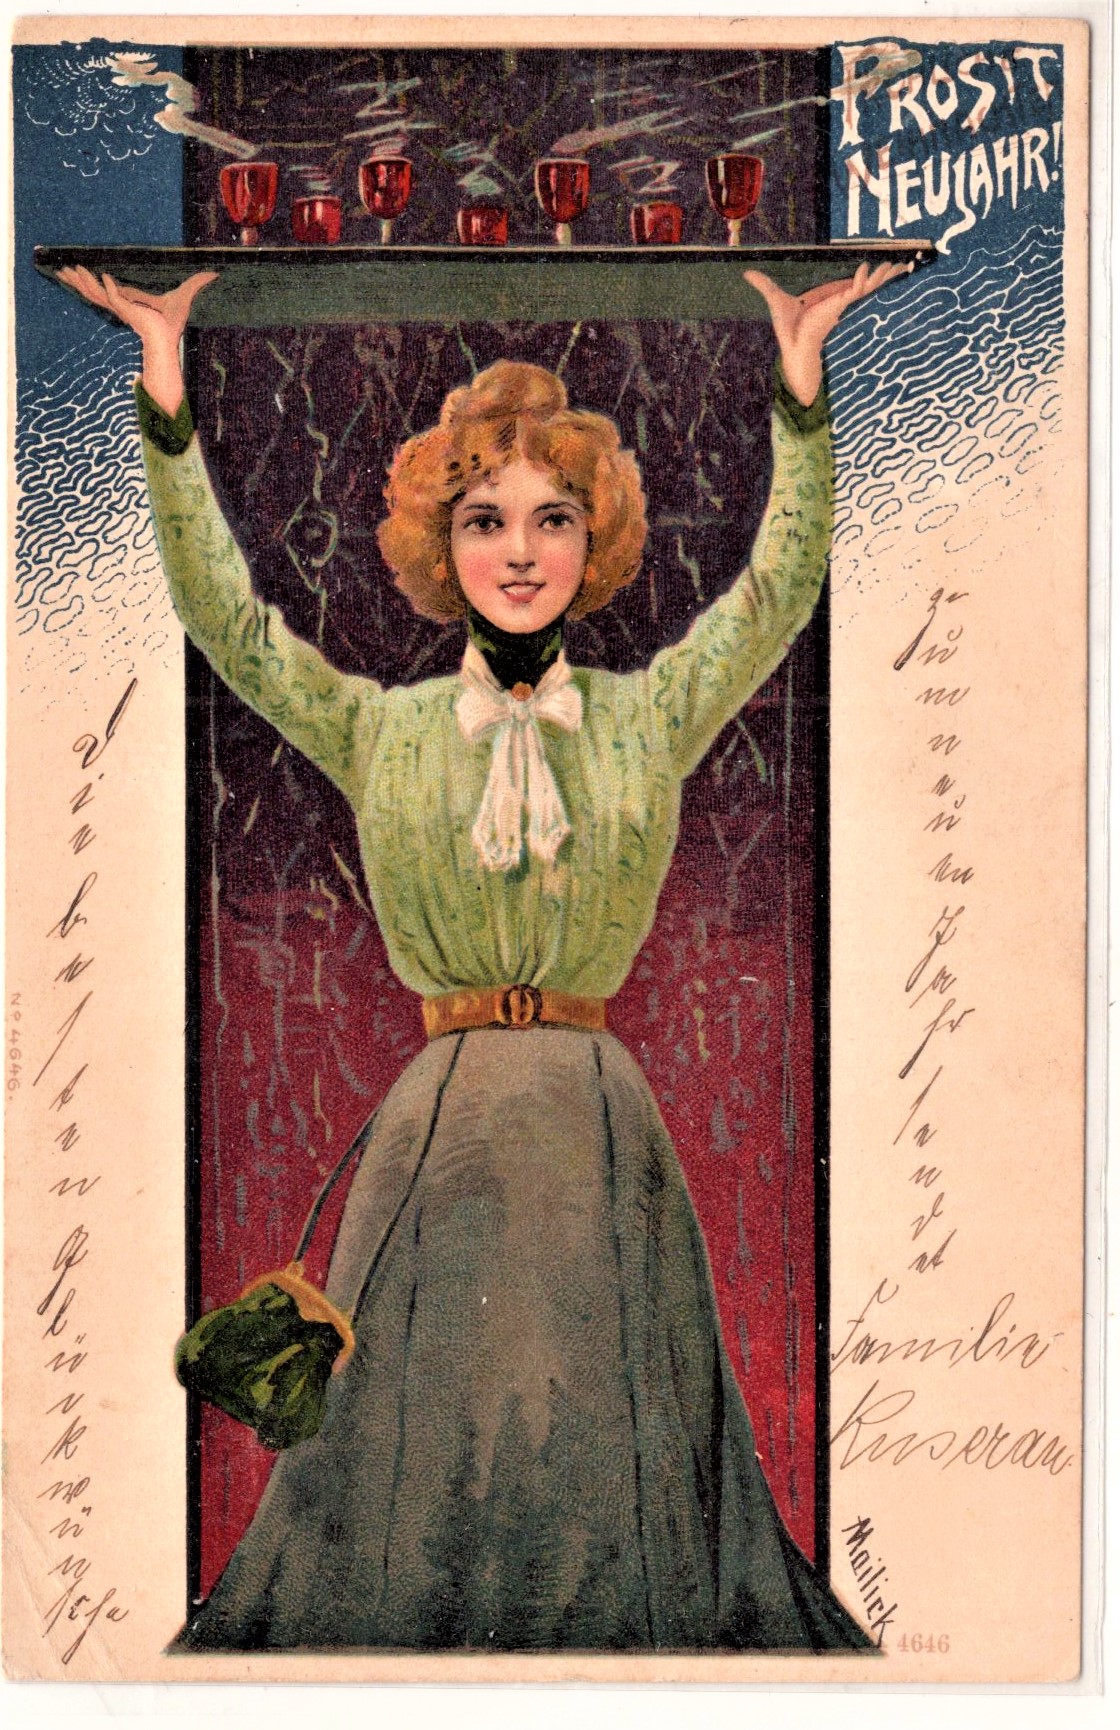 PROSIT
NEUJAHR!
Die besten Glückwünsche
zum neuen Jahr sendet
Familie
Mailick
4646
Nº 4646.